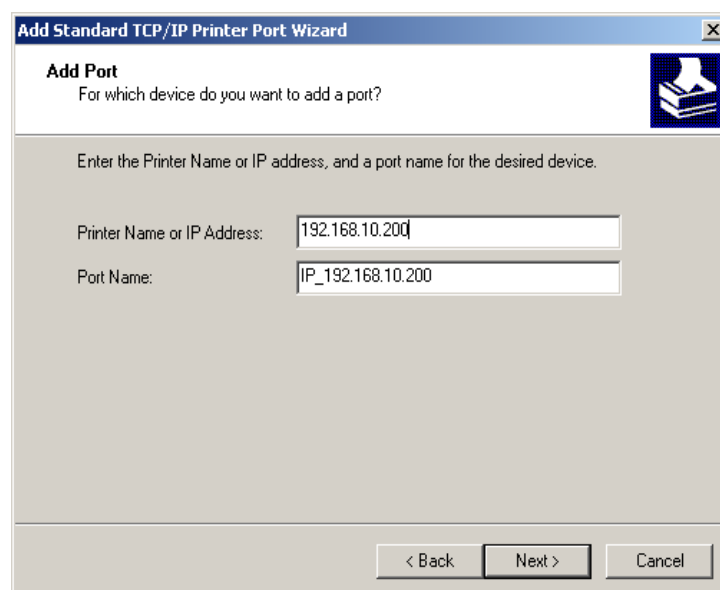 Add Standard TCP/IP Printer Port Wizard
Add Port
For which device do you want to add a port?
Enter the Printer Name or IP address, and a port name for the desired device.
Printer Name or IP Address: 192.168.10.200
Port Name: IP_192.168.10.200
< Back Next > Cancel